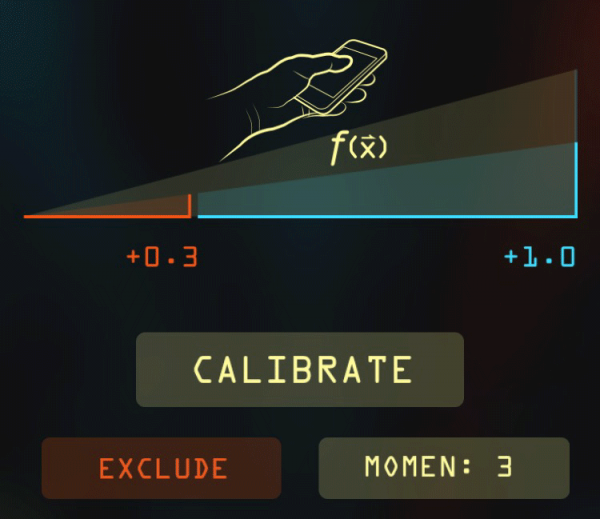 f(x⃗)
+0.3
+1.0
CALIBRATE
EXCLUDE
MOMEN: 3